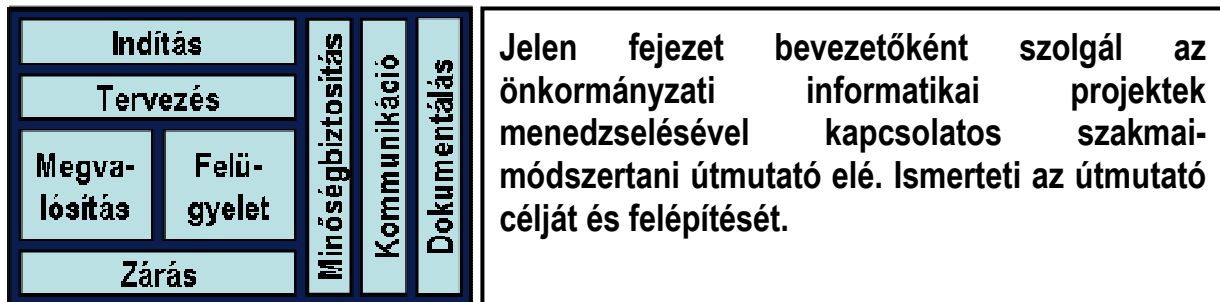 Indítás
Tervezés
Megva-
lósítás
Felü-
gyelet
Zárás
Minőségbiztosítás
Kommunikáció
Dokumentálás
Jelen fejezet bevezetőként szolgál az
önkormányzati informatikai projektek
menedzselésével kapcsolatos szakmai-
módszertani útmutató elé. Ismerteti az útmutató
célját és felépítését.